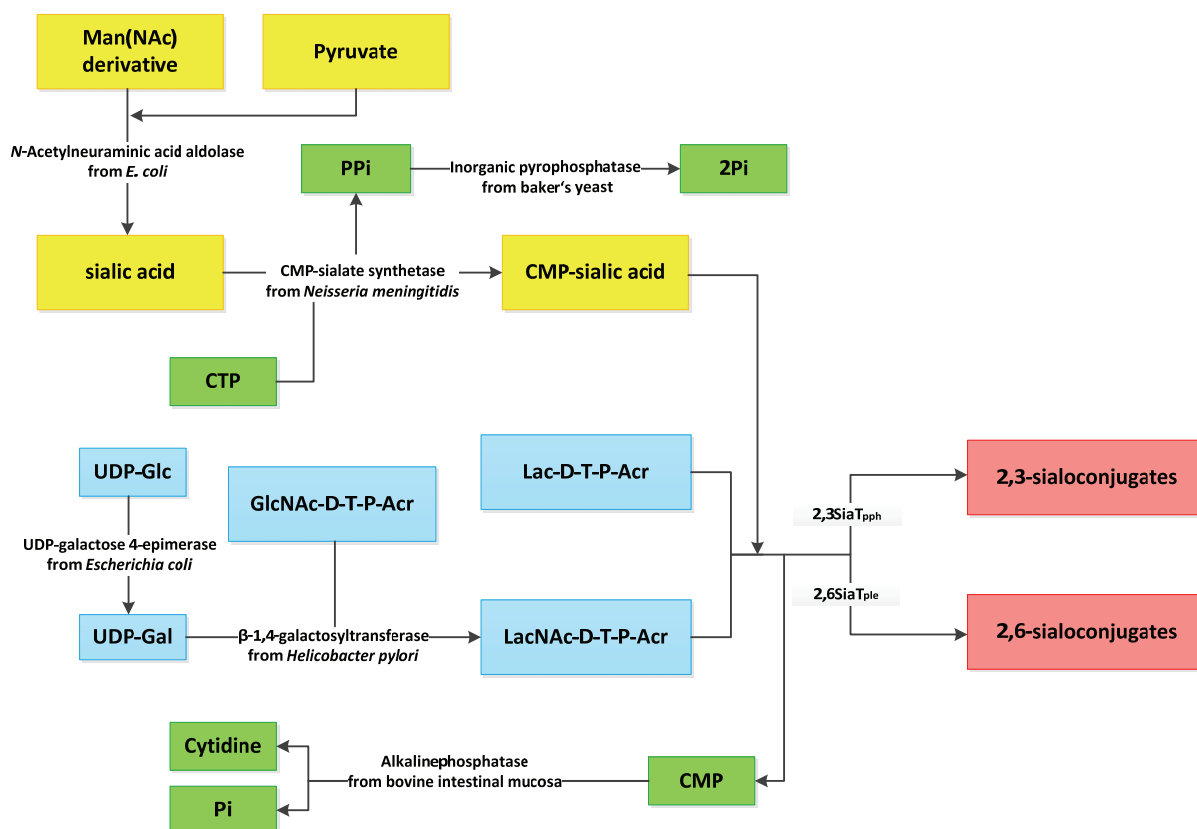 Man(NAc)
derivative
Pyruvate
N-Acetylneuraminic acid aldolase
from E. coli
PPi
Inorganic pyrophosphatase
from baker's yeast
2Pi
sialic acid
CMP-sialate synthetase
from Neisseria meningitidis
CMP-sialic acid
CTP
UDP-Glc
GlcNAc-D-T-P-Acr
Lac-D-T-P-Acr
2,3-sialoconjugates
2,3SiaTpph
UDP-galactose 4-epimerase
from Escherichia coli
2,6SiaTple
UDP-Gal
β-1,4-galactosyltransferase
from Helicobacter pylori
LacNAc-D-T-P-Acr
2,6-sialoconjugates
Cytidine
Alkalinephosphatase
from bovine intestinal mucosa
CMP
Pi